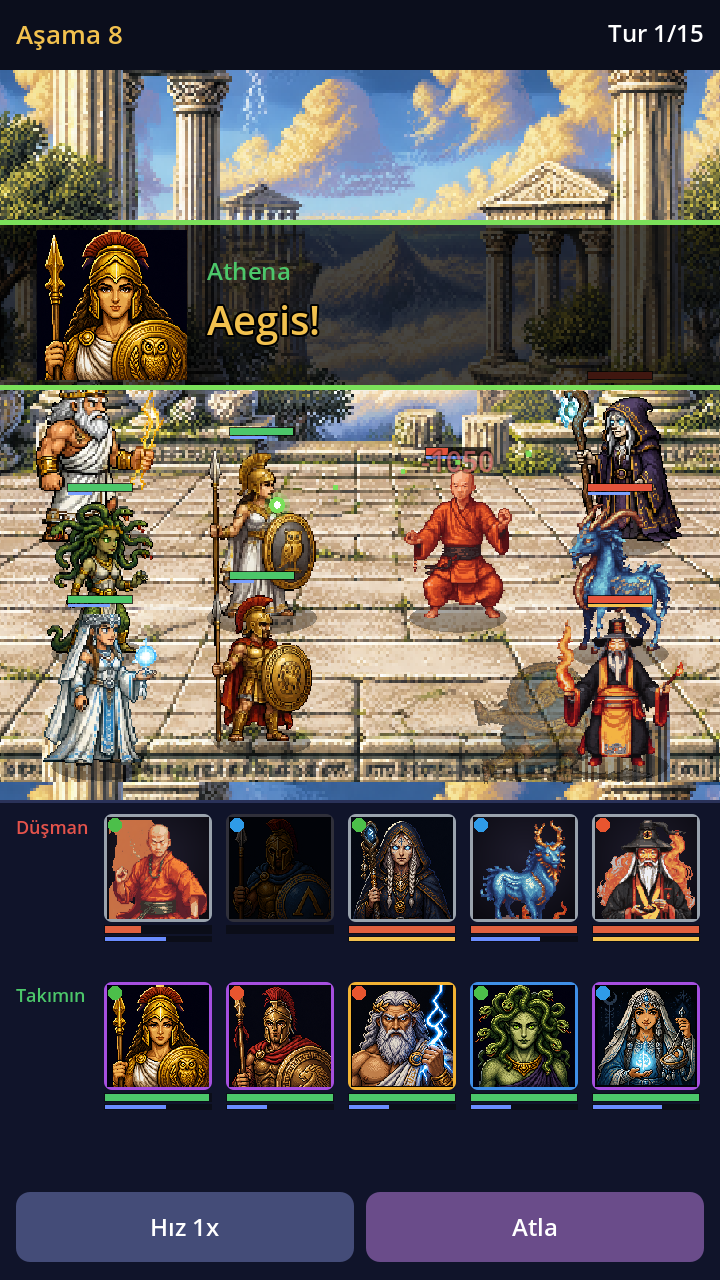 Aşama 8
Tur 1/15
Athena
Aegis!
Düşman
Takımın
Hız 1x
Atla